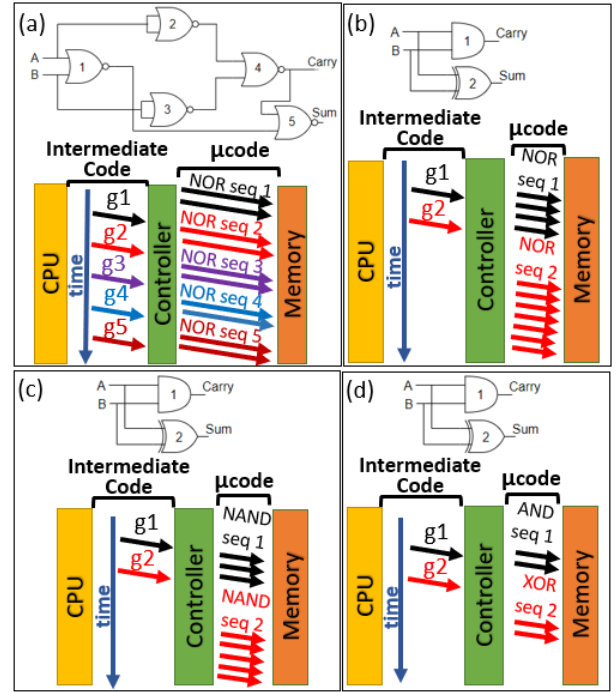 (a)
2
A
B
1
3
4
5
Carry
Sum
Intermediate
Code
μcode
CPU
time
g1
g2
g3
g4
g5
Controller
NOR seq 1
NOR seq 2
NOR seq 3
NOR seq 4
NOR seq 5
Memory
(b)
A
B
1
Carry
2
Sum
Intermediate
Code
μcode
CPU
time
g1
g2
Controller
NOR
seq 1
NOR
seq 2
Memory
(c)
A
B
1
Carry
2
Sum
Intermediate
Code
μcode
CPU
time
g1
g2
Controller
NAND
seq 1
NAND
seq 2
Memory
(d)
A
B
1
Carry
2
Sum
Intermediate
Code
μcode
CPU
time
g1
g2
Controller
AND
seq 1
XOR
seq 2
Memory